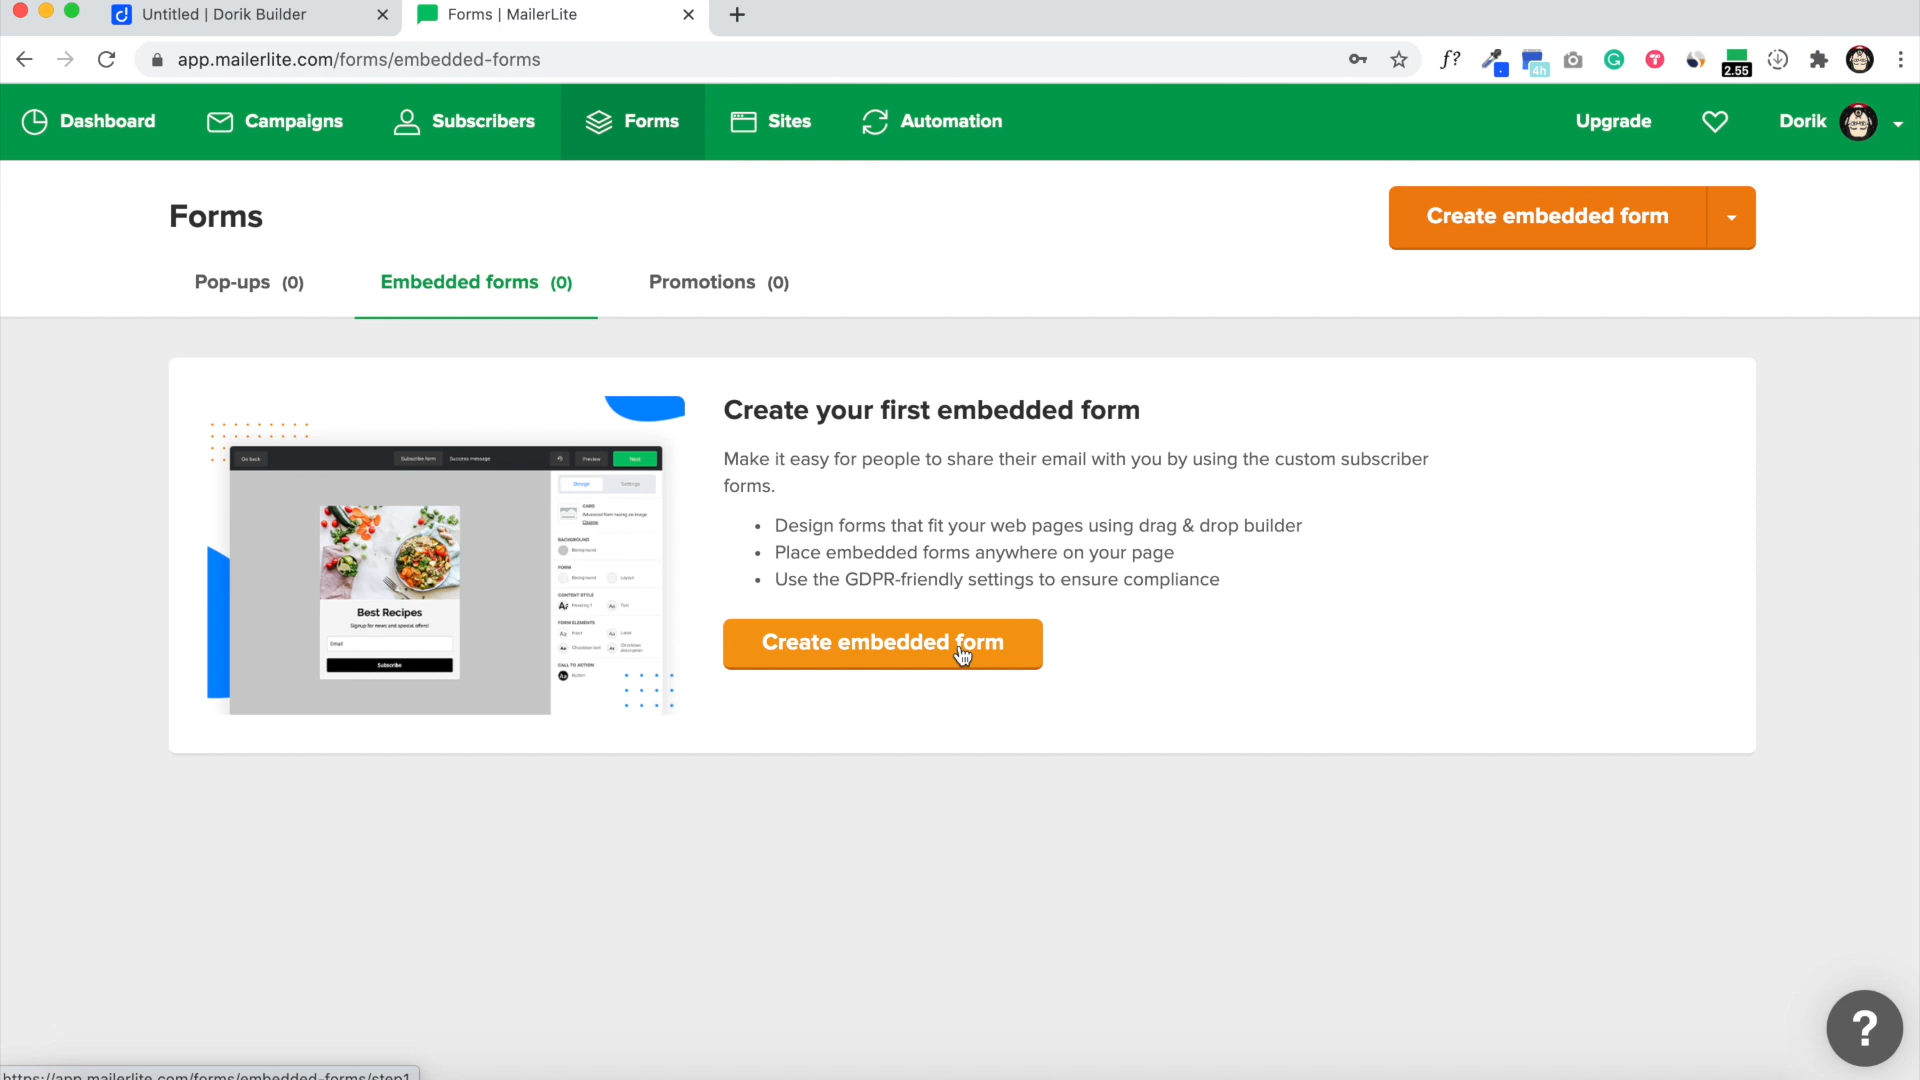 Untitled | Dorik Builder
Forms | MailerLite
app.mailerlite.com/forms/embedded-forms
f?
4h
2.55
Dashboard
Campaigns
Subscribers
Forms
Sites
Automation
Upgrade
Dorik
Forms
Create embedded form
Pop-ups (0)
Embedded forms (0)
Promotions (0)
Go back
Subscribe form
Success message
Preview
Next
Design
Settings
CARD
Advanced form having an image
Change
BACKGROUND
Background
FORM
Background
Layout
CONTENT STYLE
Heading 1
Text
FORM ELEMENTS
Input
Label
Checkbox text
Checkbox description
CALL TO ACTION
Button
Best Recipes
Signup for news and special offers!
Email
Subscribe
Create your first embedded form
Make it easy for people to share their email with you by using the custom subscriber
forms.
• Design forms that fit your web pages using drag & drop builder
• Place embedded forms anywhere on your page
• Use the GDPR-friendly settings to ensure compliance
Create embedded form
?
https://app.mailerlite.com/forms/embedded-forms/step1